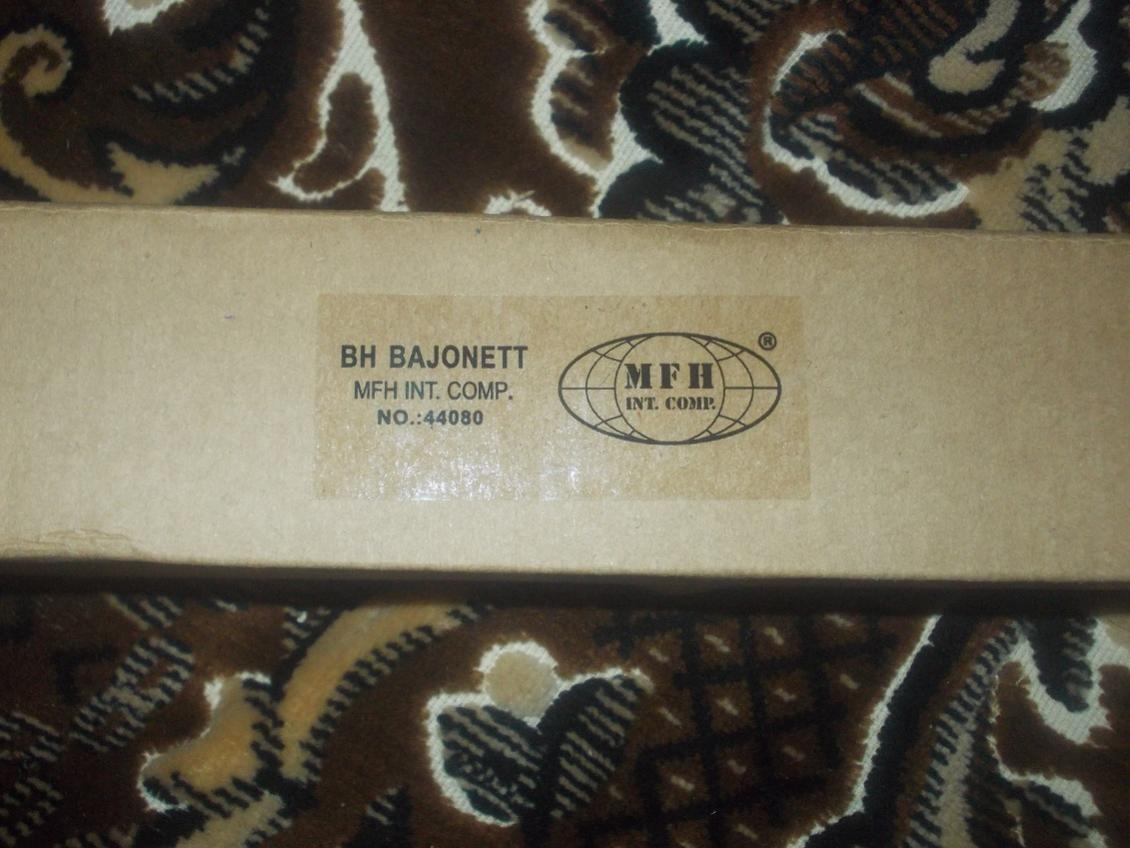 BH BAJONETT
MFH INT. COMP.
NO.:44080
®
MFH
INT. COMP.